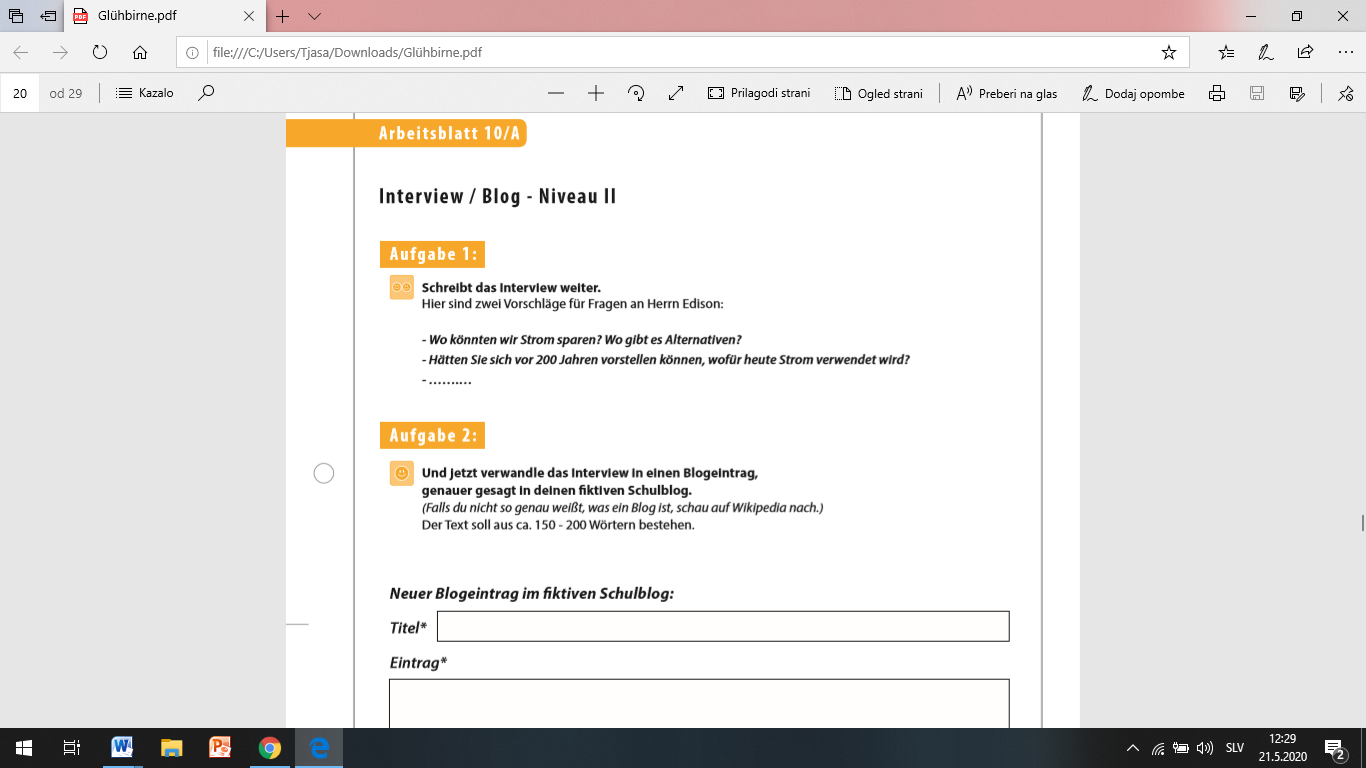 Glühbirne.pdf
file:///C:/Users/Tjasa/Downloads/Glühbirne.pdf
20 od 29 Kazalo Prilagodi strani Ogled strani Preberi na glas Dodaj opombe
Arbeitsblatt 10/A
Interview / Blog - Niveau II
Aufgabe 1:
Schreibt das Interview weiter.
Hier sind zwei Vorschläge für Fragen an Herrn Edison:
- Wo könnten wir Strom sparen? Wo gibt es Alternativen?
- Hätten Sie sich vor 200 Jahren vorstellen können, wofür heute Strom verwendet wird?
- ……….
Aufgabe 2:
Und jetzt verwandle das Interview in einen Blogeintrag,
genauer gesagt in deinen fiktiven Schulblog.
(Falls du nicht so genau weißt, was ein Blog ist, schau auf Wikipedia nach.)
Der Text soll aus ca. 150 - 200 Wörtern bestehen.
Neuer Blogeintrag im fiktiven Schulblog:
Titel*
Eintrag*
SLV
12:29
21.5.2020
2